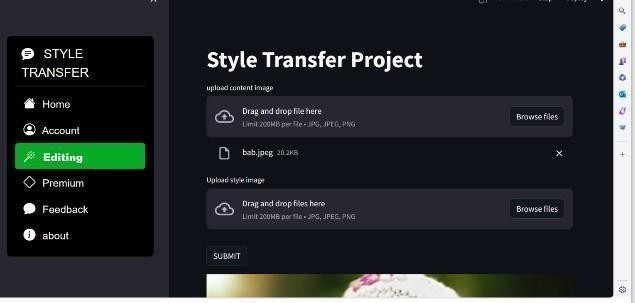 STYLE
TRANSFER
Home
Account
Editing
Premium
Feedback
about
Style Transfer Project
upload content image
Drag and drop file here
Limit 200MB per file • JPG, JPEG, PNG
Browse files
bab.jpeg 20.2KB
Upload style image
Drag and drop files here
Limit 200MB per file • JPG, JPEG, PNG
Browse files
SUBMIT